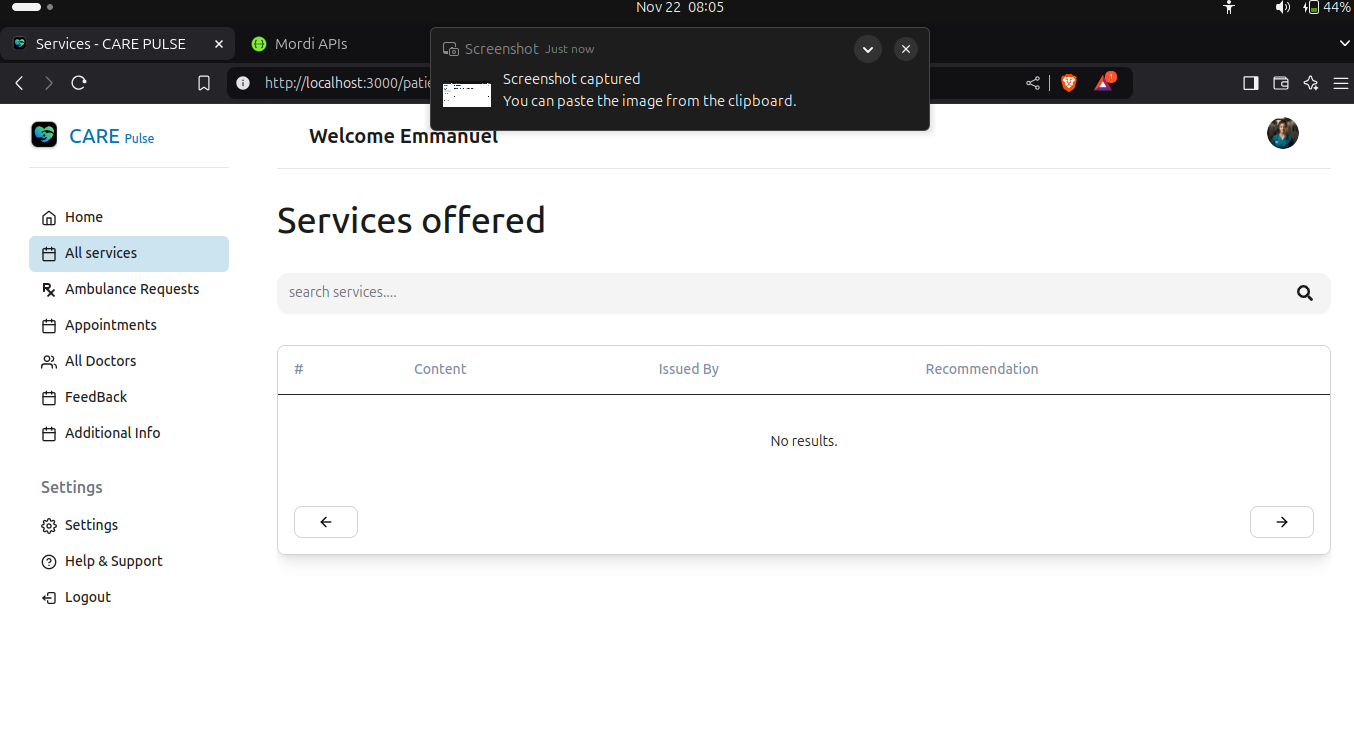 Nov 22 08:05
44%
Services - CARE PULSE
Mordi APIs
http://localhost:3000/patie
1
Screenshot Just now
Screenshot captured
You can paste the image from the clipboard.
CARE Pulse
Welcome Emmanuel
Home
All services
Ambulance Requests
Appointments
All Doctors
FeedBack
Additional Info
Settings
Settings
Help & Support
Logout
Services offered
search services....
# Content Issued By Recommendation
No results.